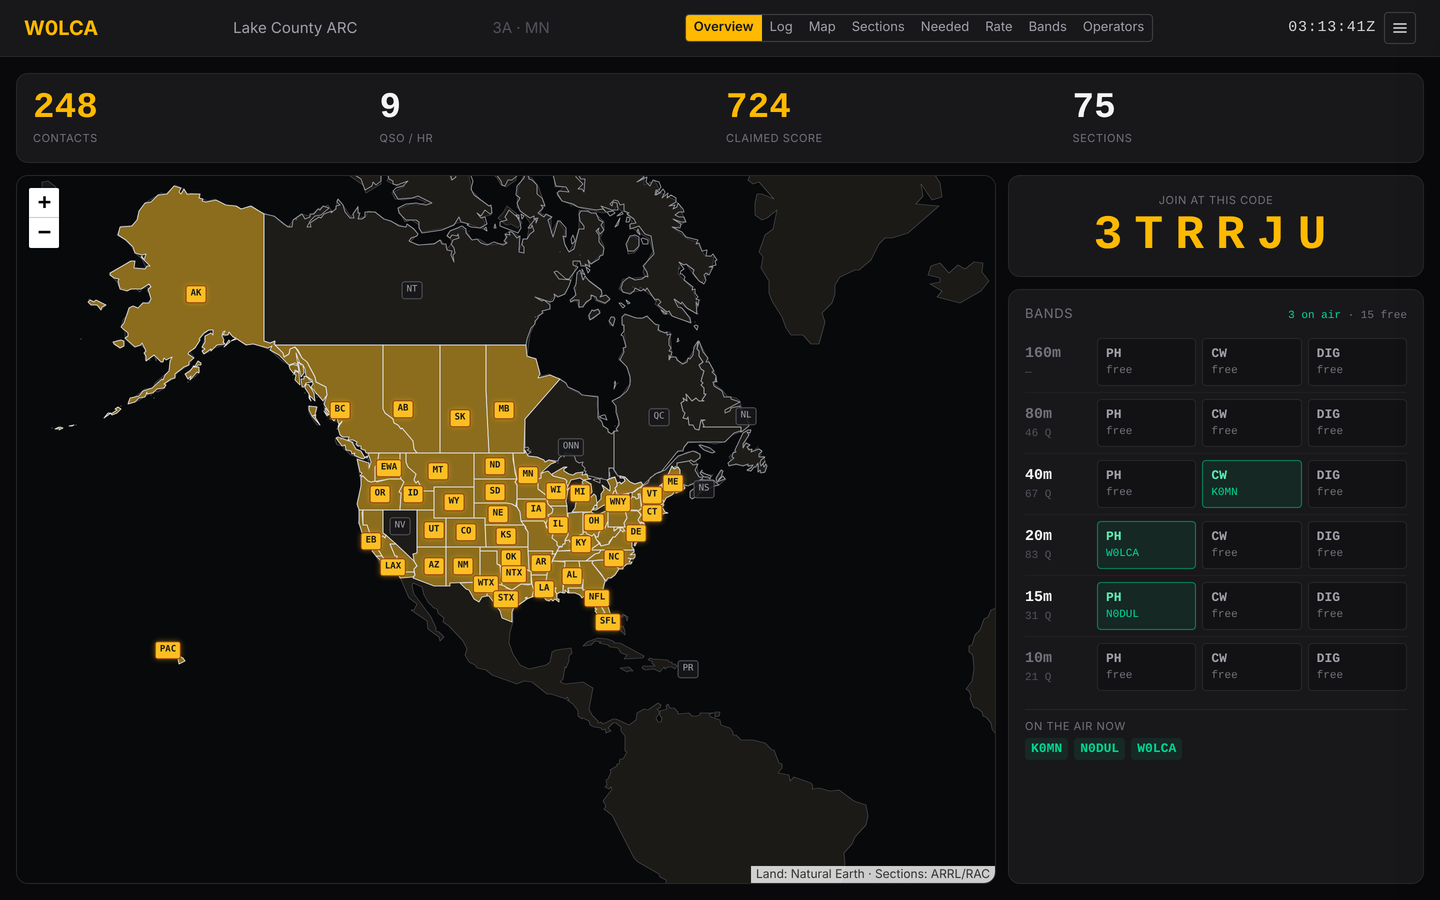 W0LCA
Lake County ARC
3A · MN
Overview Log Map Sections Needed Rate Bands Operators
03:13:41Z
248
CONTACTS
9
QSO / HR
724
CLAIMED SCORE
75
SECTIONS
+
−
AK
NT
BC
AB
SK
MB
QC
NL
ONN
NS
EWA
MT
ND
MN
ME
OR
ID
WY
SD
WI
MI
WNY
VT
NV
NE
IA
CT
EB
UT
CO
KS
IL
OH
DE
KY
LAX
AZ
NM
OK
AR
NC
NTX
AL
WTX
LA
STX
NFL
SFL
PAC
PR
Land: Natural Earth · Sections: ARRL/RAC
JOIN AT THIS CODE
3TRRJU
BANDS
3 on air · 15 free
160m
—
PH
free
CW
free
DIG
free
80m
46 Q
PH
free
CW
free
DIG
free
40m
67 Q
PH
free
CW
K0MN
DIG
free
20m
83 Q
PH
W0LCA
CW
free
DIG
free
15m
31 Q
PH
N0DUL
CW
free
DIG
free
10m
21 Q
PH
free
CW
free
DIG
free
ON THE AIR NOW
K0MN N0DUL W0LCA